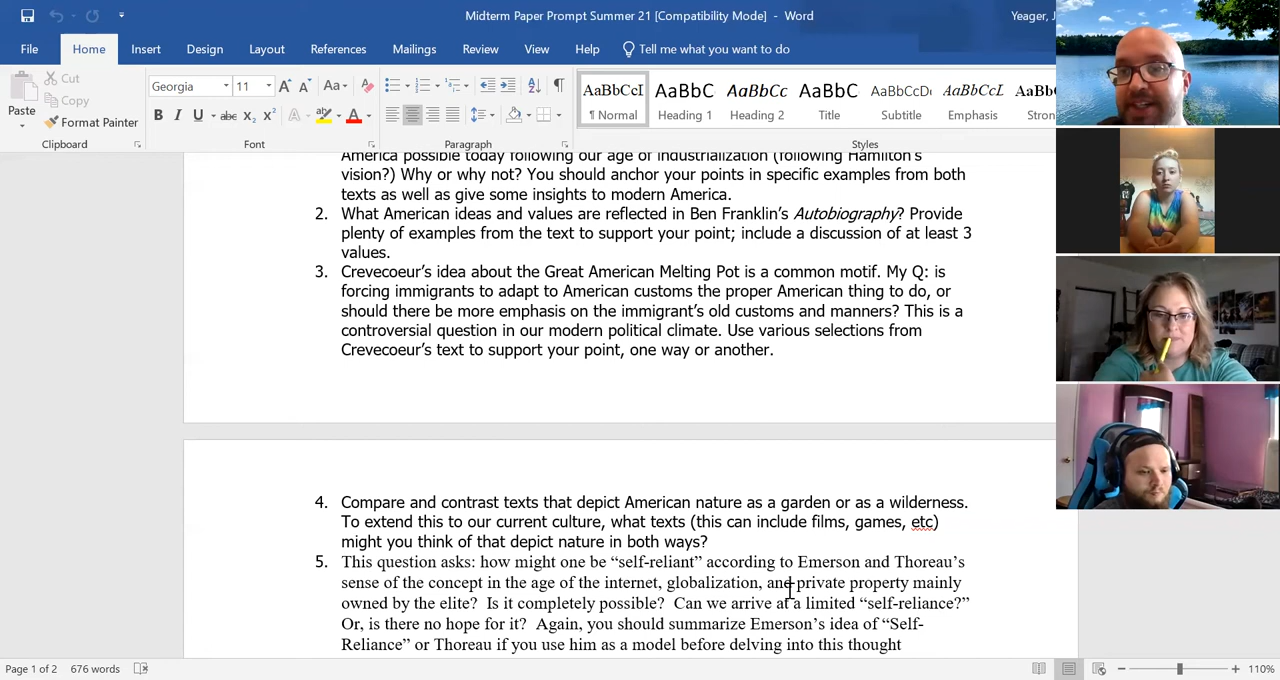 Midterm Paper Prompt Summer 21 [Compatibility Mode] - Word
Yeager, J
File Home Insert Design Layout References Mailings Review View Help Tell me what you want to do
Paste
Cut
Copy
Format Painter
Georgia 11
Aa
B I U abc x₂ x² A A
AaBbCcI AaBbC AaBbCc AaBbC AaBbCcD AaBbCcL AaBb
¶ Normal Heading 1 Heading 2 Title Subtitle Emphasis Stron
Clipboard Font Paragraph Styles
America possible today following our age of industrialization (following Hamilton's
vision?) Why or why not? You should anchor your points in specific examples from both
texts as well as give some insights to modern America.
2. What American ideas and values are reflected in Ben Franklin's Autobiography? Provide
plenty of examples from the text to support your point; include a discussion of at least 3
values.
3. Crevecoeur's idea about the Great American Melting Pot is a common motif. My Q: is
forcing immigrants to adapt to American customs the proper American thing to do, or
should there be more emphasis on the immigrant's old customs and manners? This is a
controversial question in our modern political climate. Use various selections from
Crevecoeur's text to support your point, one way or another.
4. Compare and contrast texts that depict American nature as a garden or as a wilderness.
To extend this to our current culture, what texts (this can include films, games, etc)
might you think of that depict nature in both ways?
5. This question asks: how might one be “self-reliant” according to Emerson and Thoreau's
sense of the concept in the age of the internet, globalization, and private property mainly
owned by the elite? Is it completely possible? Can we arrive at a limited “self-reliance?”
Or, is there no hope for it? Again, you should summarize Emerson's idea of “Self-
Reliance” or Thoreau if you use him as a model before delving into this thought
Page 1 of 2 676 words 110%